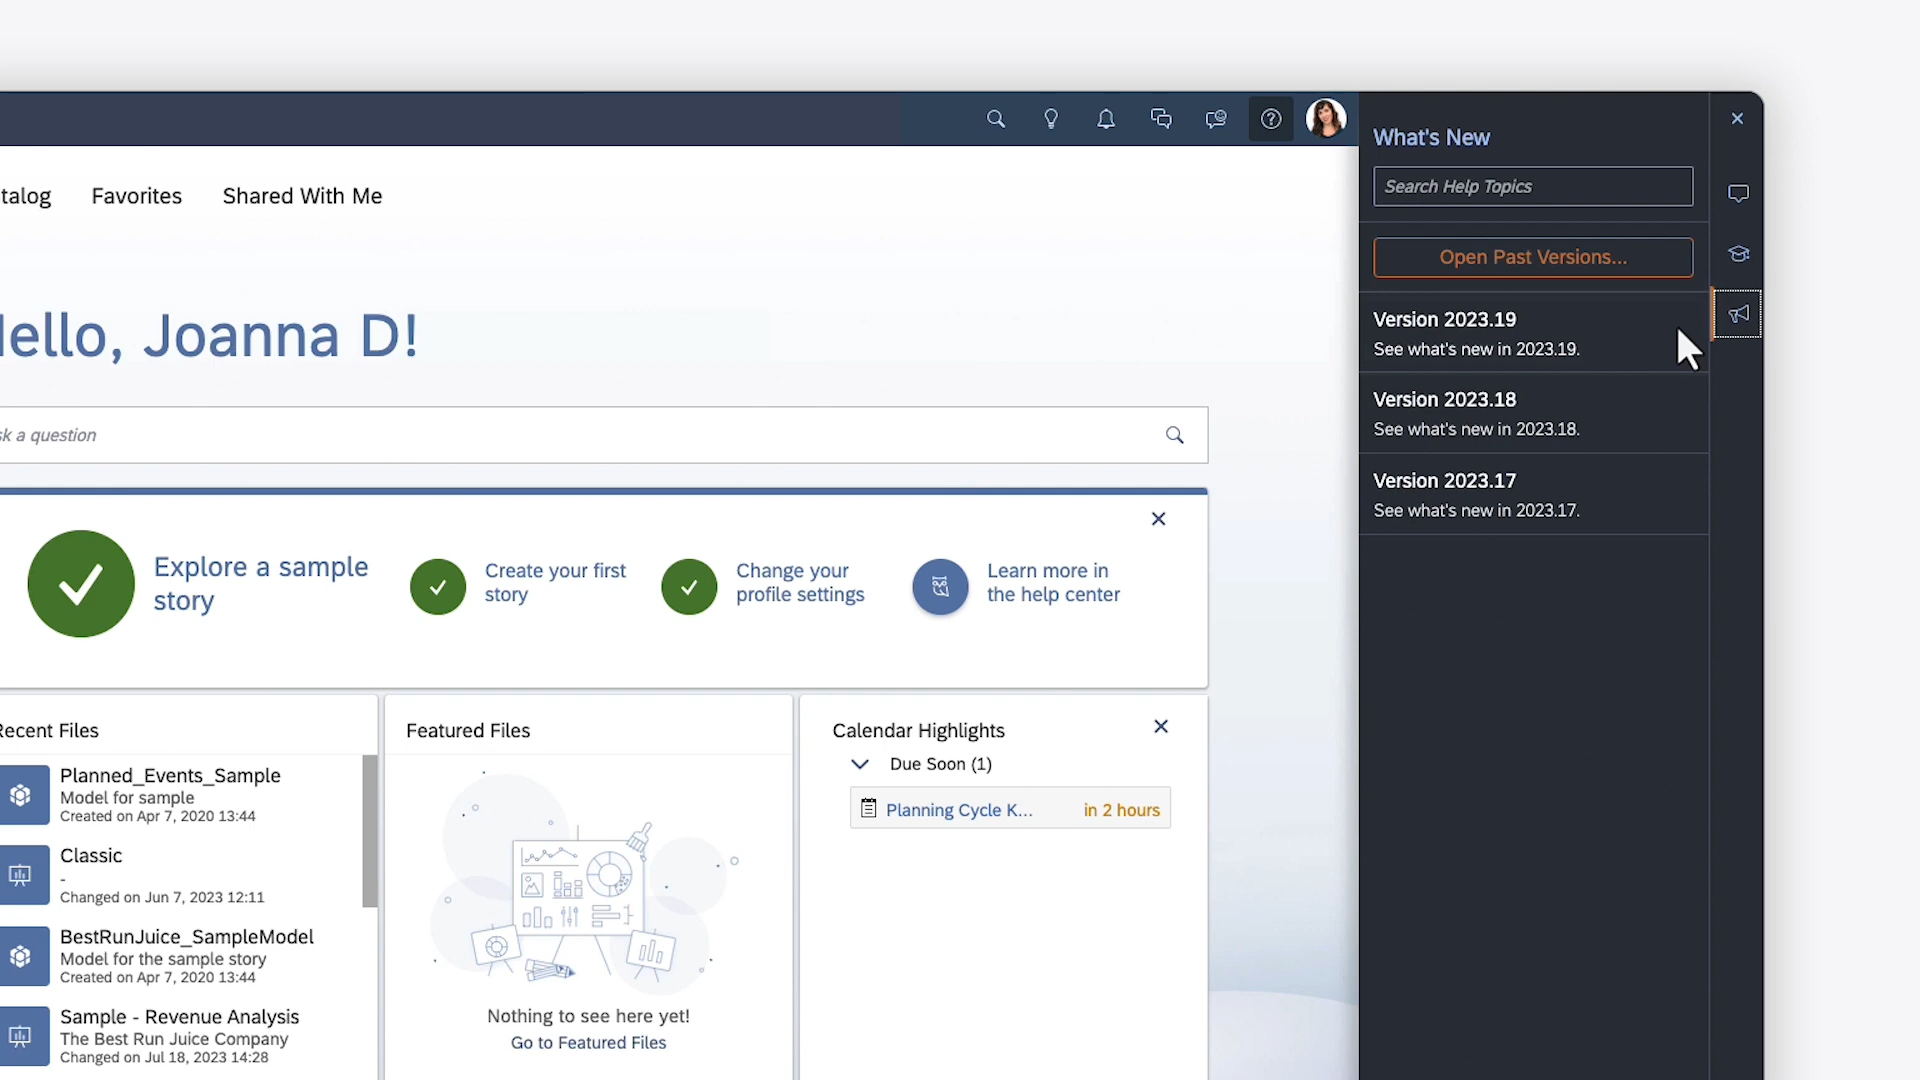 What's New
Search Help Topics
Open Past Versions...
Version 2023.19
See what's new in 2023.19.
Version 2023.18
See what's new in 2023.18.
Version 2023.17
See what's new in 2023.17.
talog
Favorites
Shared With Me
ello, Joanna D!
sk a question
Explore a sample
story
Create your first
story
Change your
profile settings
Learn more in
the help center
Recent Files
Planned_Events_Sample
Model for sample
Created on Apr 7, 2020 13:44
Classic
-
Changed on Jun 7, 2023 12:11
BestRunJuice_SampleModel
Model for the sample story
Created on Apr 7, 2020 13:44
Sample - Revenue Analysis
The Best Run Juice Company
Changed on Jul 18, 2023 14:28
Featured Files
Nothing to see here yet!
Go to Featured Files
Calendar Highlights
Due Soon (1)
Planning Cycle K...
in 2 hours